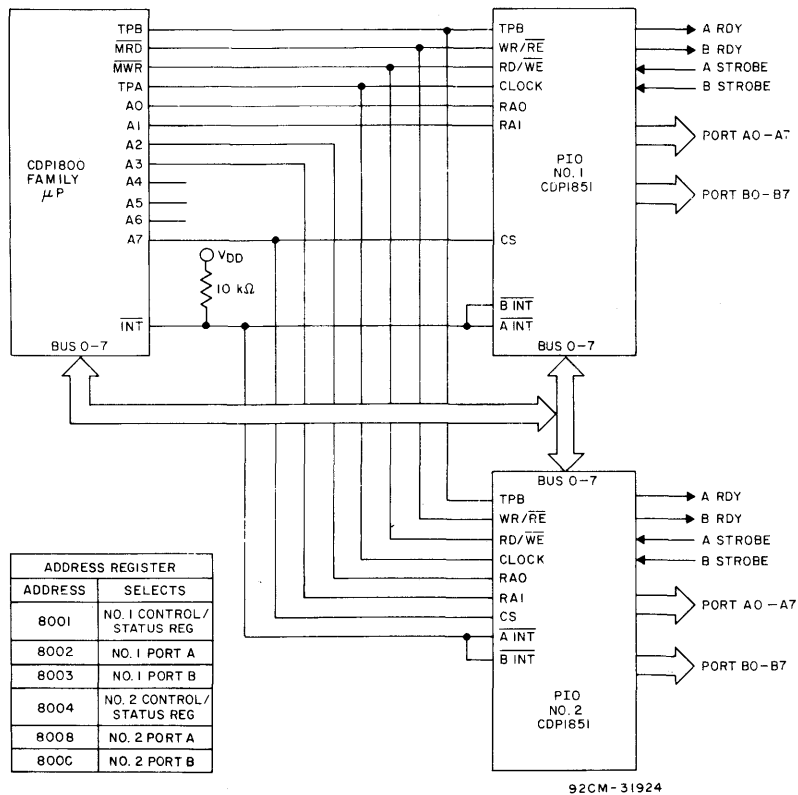 CDP1800
FAMILY
μP
TPB
MRD
MWR
TPA
A0
A1
A2
A3
A4
A5
A6
A7
INT
BUS 0-7
VDD
10 kΩ
TPB
WR/RE
RD/WE
CLOCK
RA0
RA1
CS
B INT
A INT
BUS 0-7
PIO
NO. 1
CDP1851
A RDY
B RDY
A STROBE
B STROBE
PORT A0-A7
PORT B0-B7
BUS 0-7
TPB
WR/RE
RD/WE
CLOCK
RA0
RA1
CS
A INT
B INT
PIO
NO. 2
CDP1851
A RDY
B RDY
A STROBE
B STROBE
PORT A0-A7
PORT B0-B7
ADDRESS REGISTER
ADDRESS SELECTS
8001 NO. 1 CONTROL/
STATUS REG
8002 NO. 1 PORT A
8003 NO. 1 PORT B
8004 NO. 2 CONTROL/
STATUS REG
8008 NO. 2 PORT A
800C NO. 2 PORT B
92CM-31924